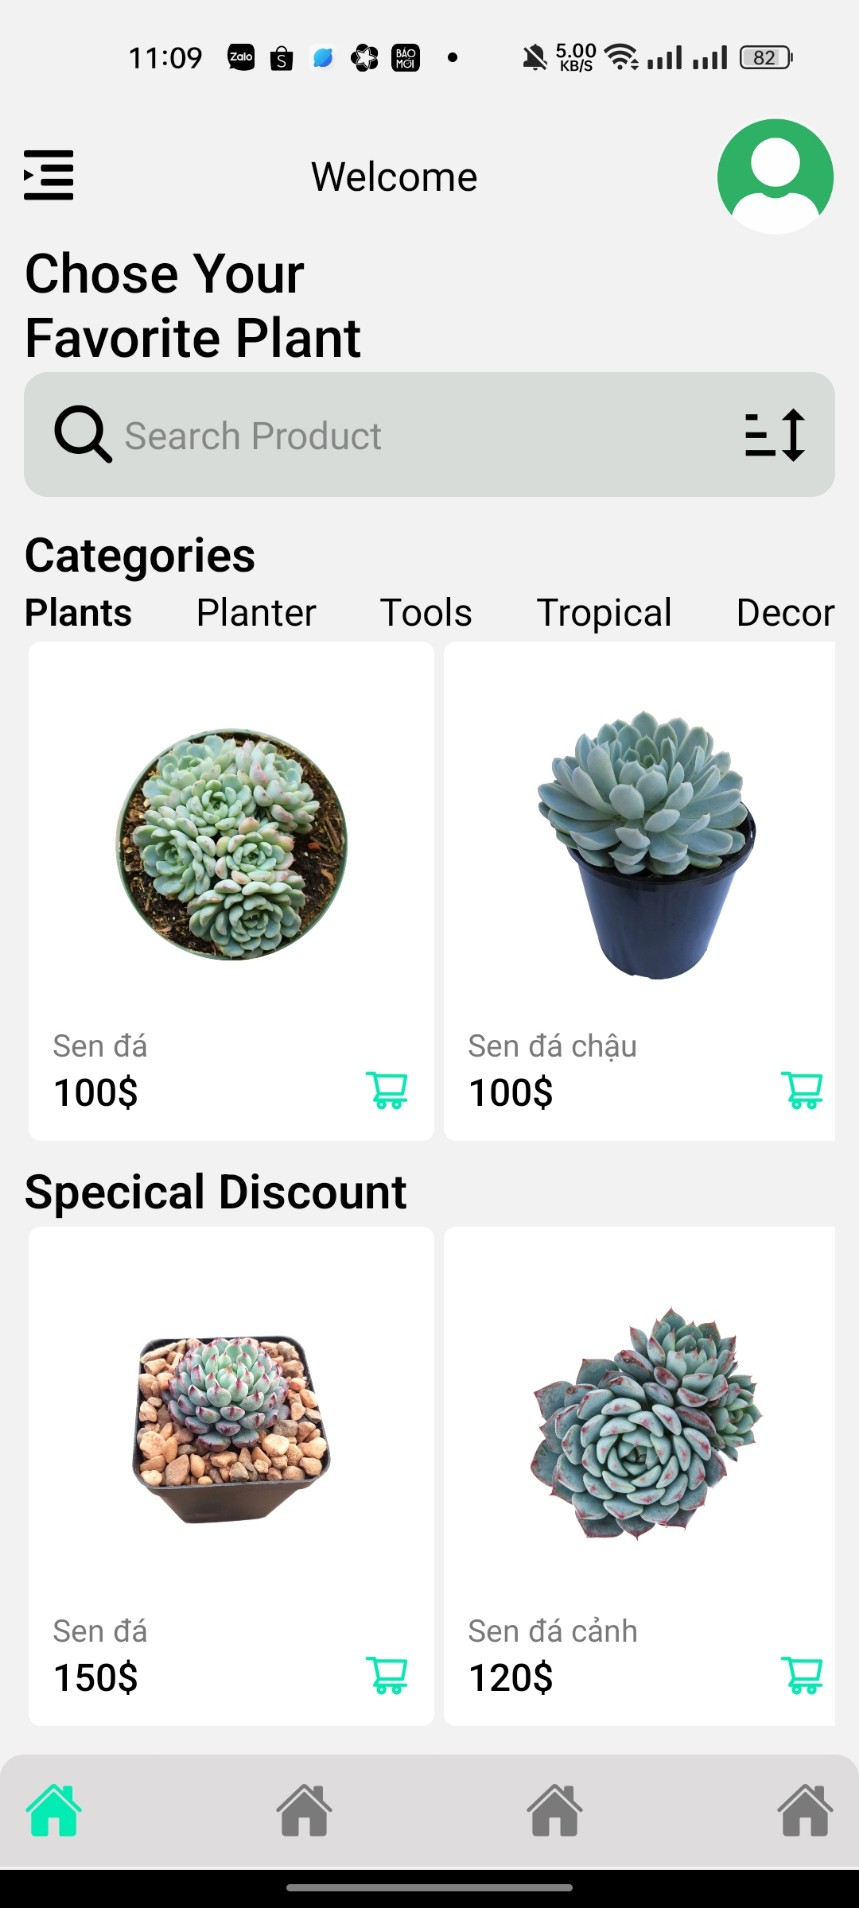 11:09
Zalo
S
BÁO MỚI
5.00 KB/S
82
Welcome
Chose Your
Favorite Plant
Search Product
Categories
Plants Planter Tools Tropical Decor
Sen đá
100$
Sen đá chậu
100$
Specical Discount
Sen đá
150$
Sen đá cảnh
120$